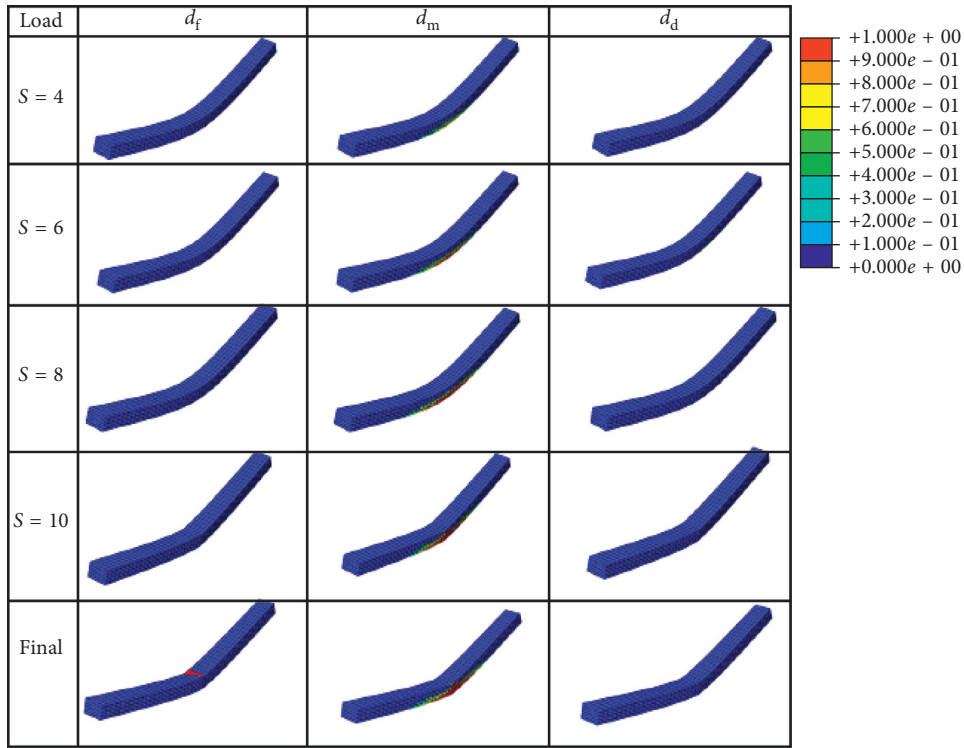 Load d_f d_m d_d
S = 4
S = 6
S = 8
S = 10
Final
+1.000e + 00
+9.000e – 01
+8.000e – 01
+7.000e – 01
+6.000e – 01
+5.000e – 01
+4.000e – 01
+3.000e – 01
+2.000e – 01
+1.000e – 01
+0.000e + 00